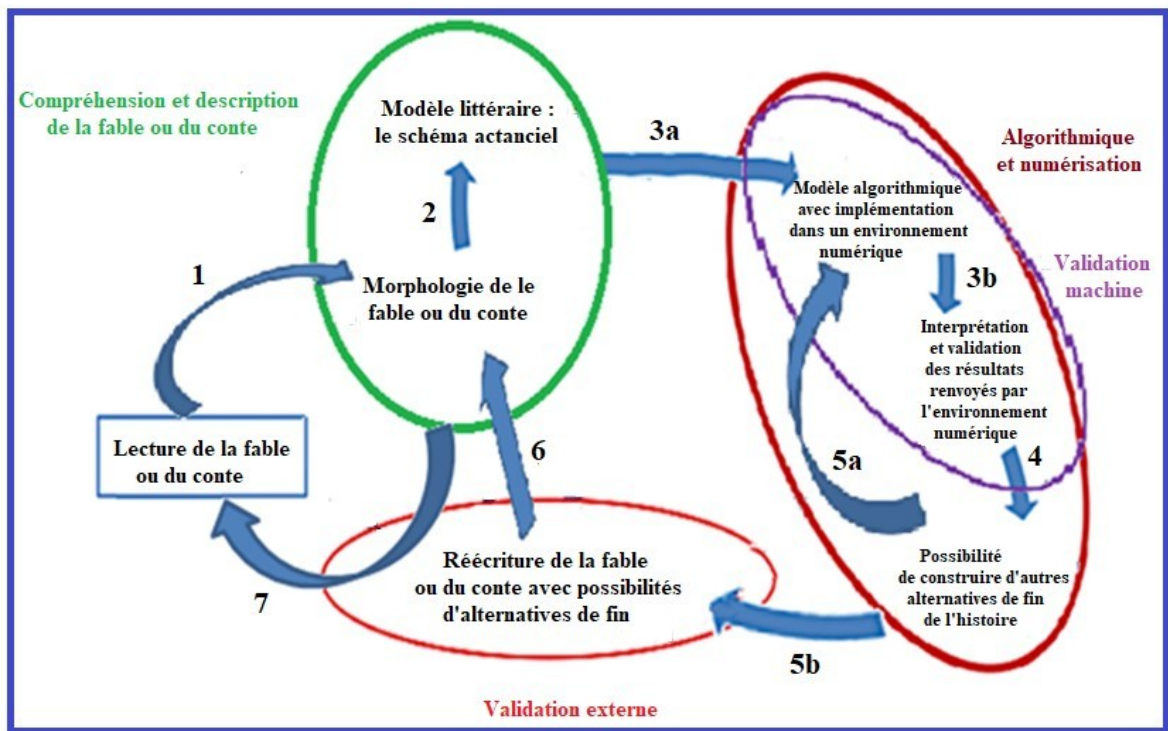 Compréhension et description
de la fable ou du conte
Modèle littéraire :
le schéma actanciel
2
Morphologie de le
fable ou du conte
1
Lecture de la fable
ou du conte
3a
Algorithmique
et numérisation
Modèle algorithmique
avec implémentation
dans un environnement
numérique
3b
Validation
machine
Interprétation
et validation
des résultats
renvoyés par
l'environnement
numérique
4
5a
Possibilité
de construire d'autres
alternatives de fin
de l'histoire
6
Réécriture de la fable
ou du conte avec possibilités
d'alternatives de fin
7
5b
Validation externe